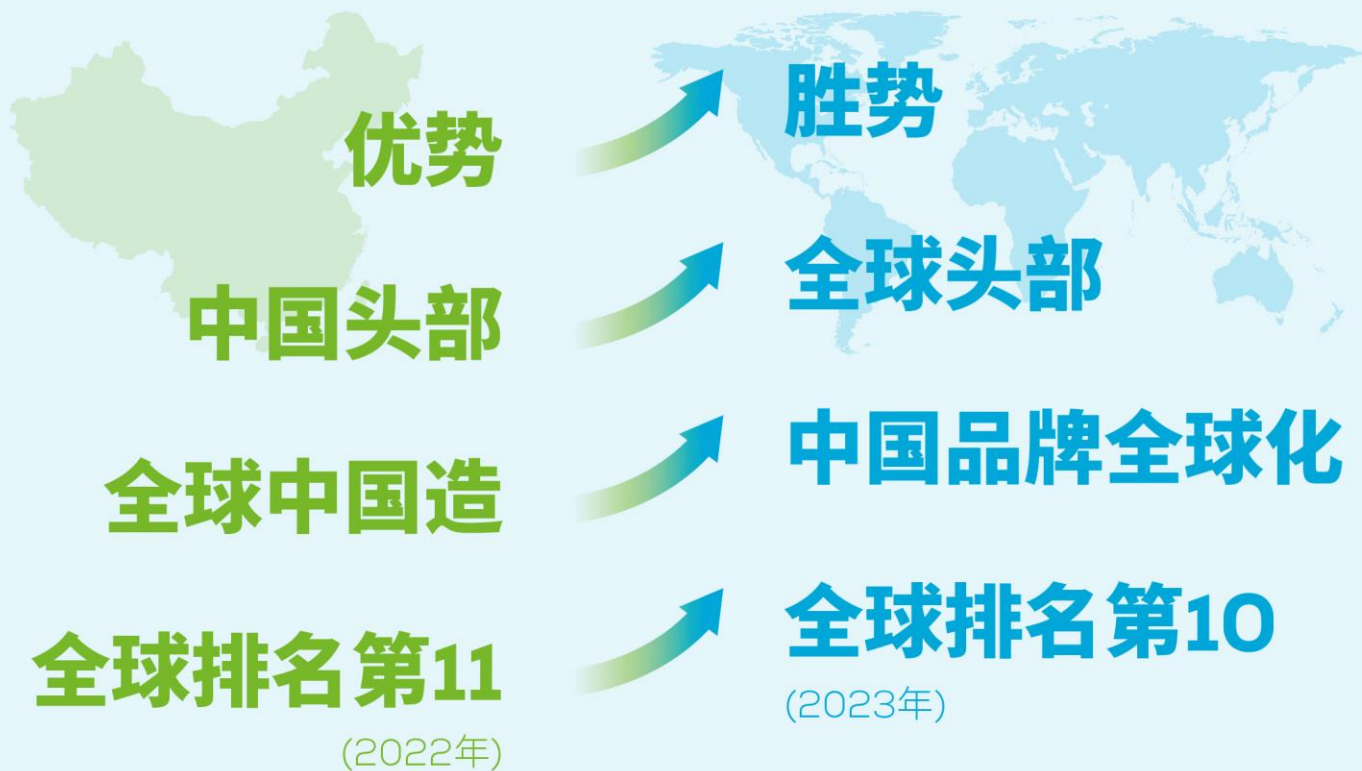 优势
胜势
中国头部
全球头部
全球中国造
中国品牌全球化
全球排名第11
(2022年)
全球排名第10
(2023年)